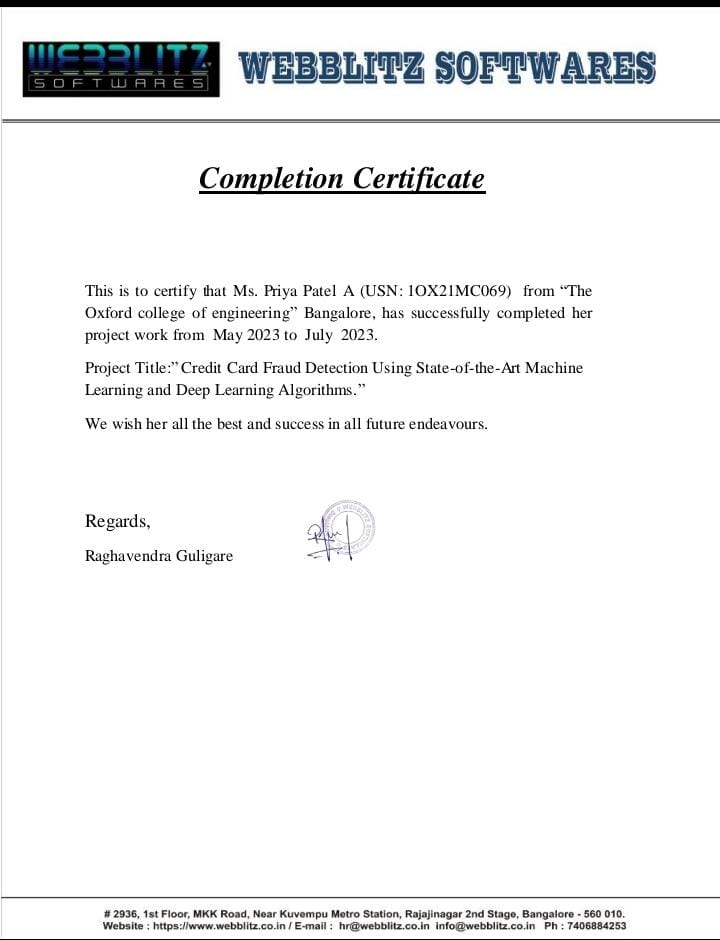 WEBBLITZ
SOFTWARES
WEBBLITZ SOFTWARES
Completion Certificate
This is to certify that Ms. Priya Patel A (USN: 1OX21MC069) from “The
Oxford college of engineering” Bangalore, has successfully completed her
project work from May 2023 to July 2023.
Project Title:” Credit Card Fraud Detection Using State-of-the-Art Machine
Learning and Deep Learning Algorithms.”
We wish her all the best and success in all future endeavours.
Regards,
Raghavendra Guligare
# 2936, 1st Floor, MKK Road, Near Kuvempu Metro Station, Rajajinagar 2nd Stage, Bangalore - 560 010.
Website : https://www.webblitz.co.in / E-mail : hr@webblitz.co.in info@webblitz.co.in Ph : 7406884253